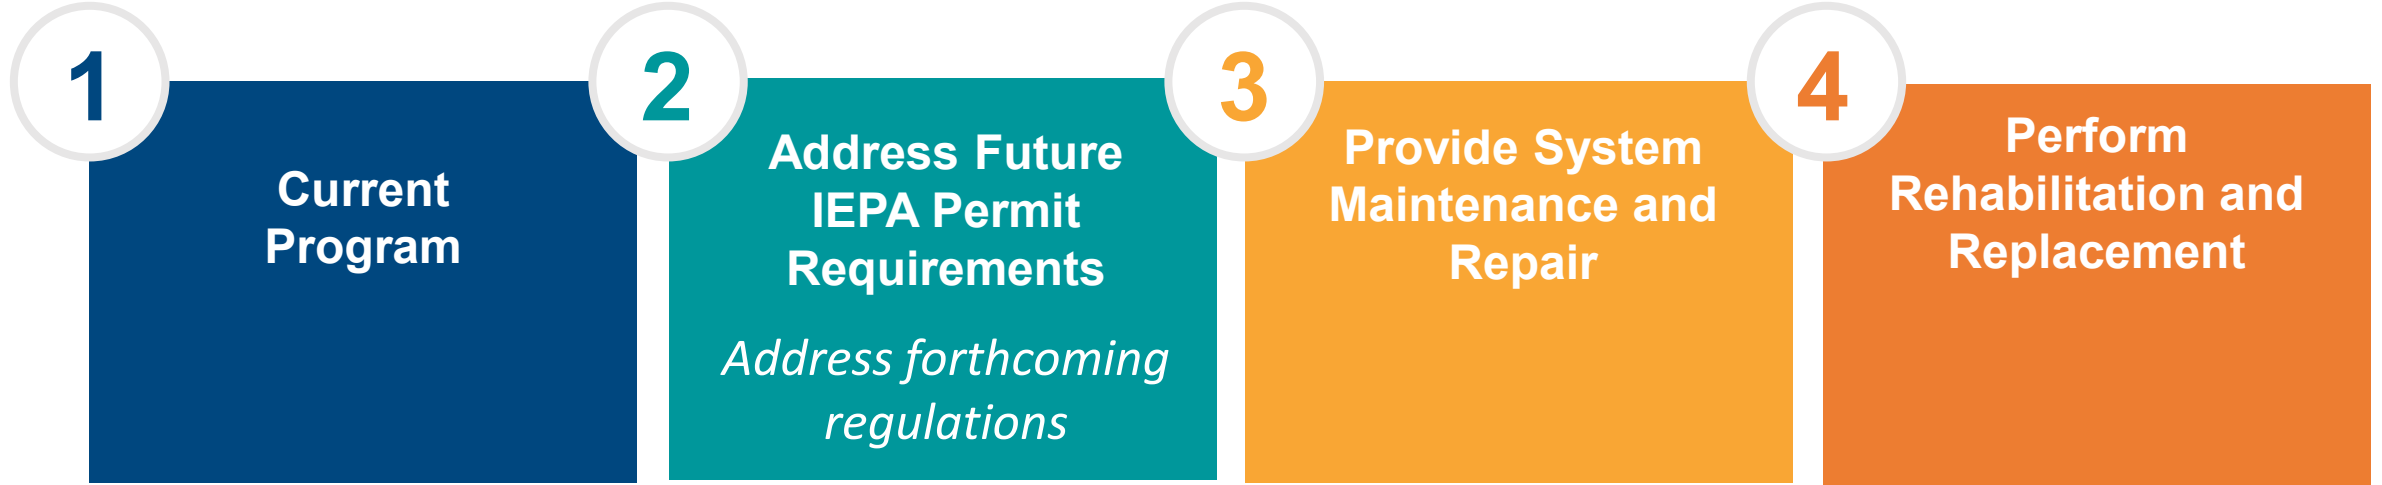 1
Current
Program
2
Address Future
IEPA Permit
Requirements
Address forthcoming
regulations
3
Provide System
Maintenance and
Repair
4
Perform
Rehabilitation and
Replacement